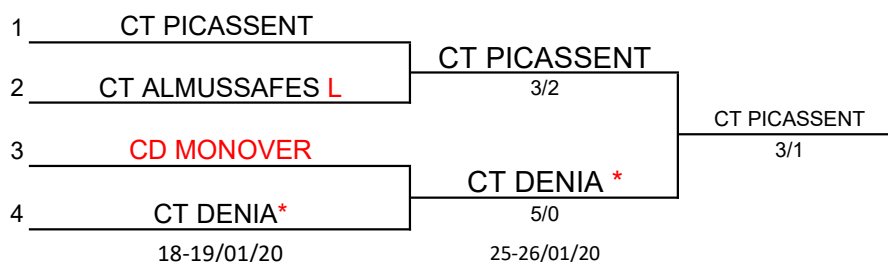 1 CT PICASSENT
CT PICASSENT
3/2
2 CT ALMUSSAFES L
CT PICASSENT
3/1
3 CD MONOVER
CT DENIA *
5/0
4 CT DENIA*
18-19/01/20
25-26/01/20